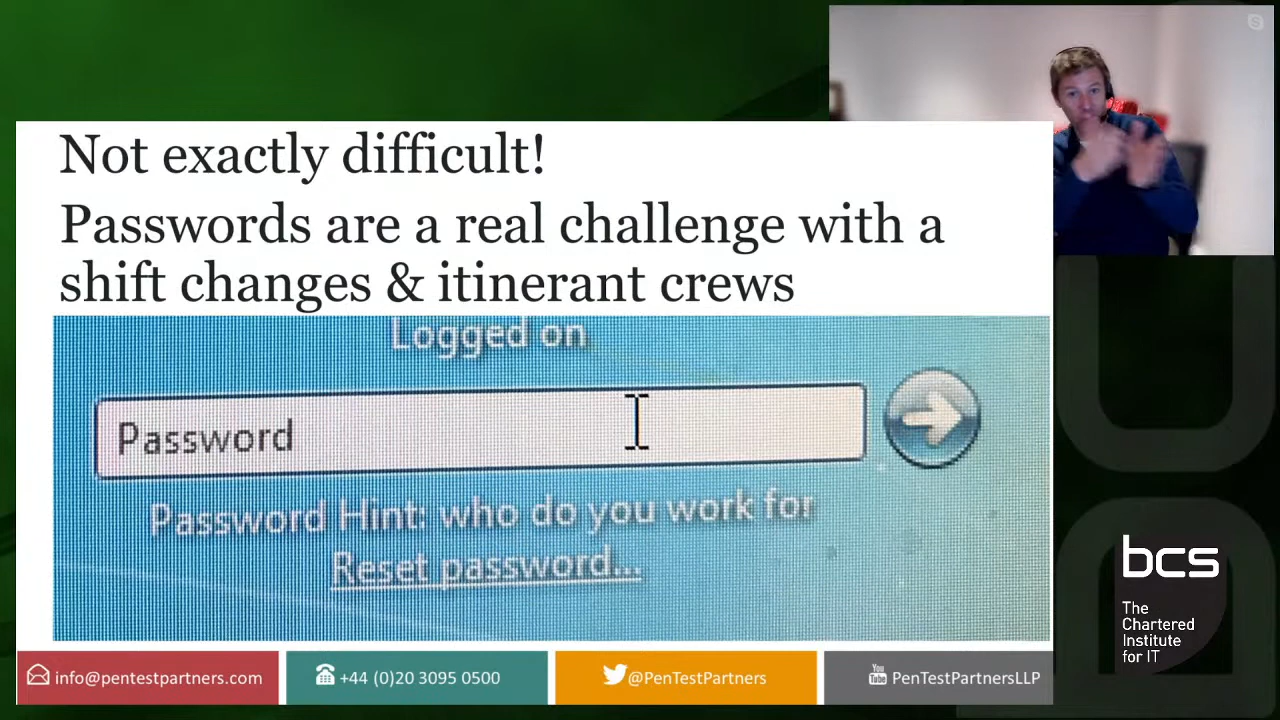 Not exactly difficult!
Passwords are a real challenge with a
shift changes & itinerant crews
Logged on
Password
Password Hint: who do you work for
Reset password...
info@pentestpartners.com
+44 (0)20 3095 0500
@PenTestPartners
You
Tube
PenTestPartnersLLP
bcs
The
Chartered
Institute
for IT